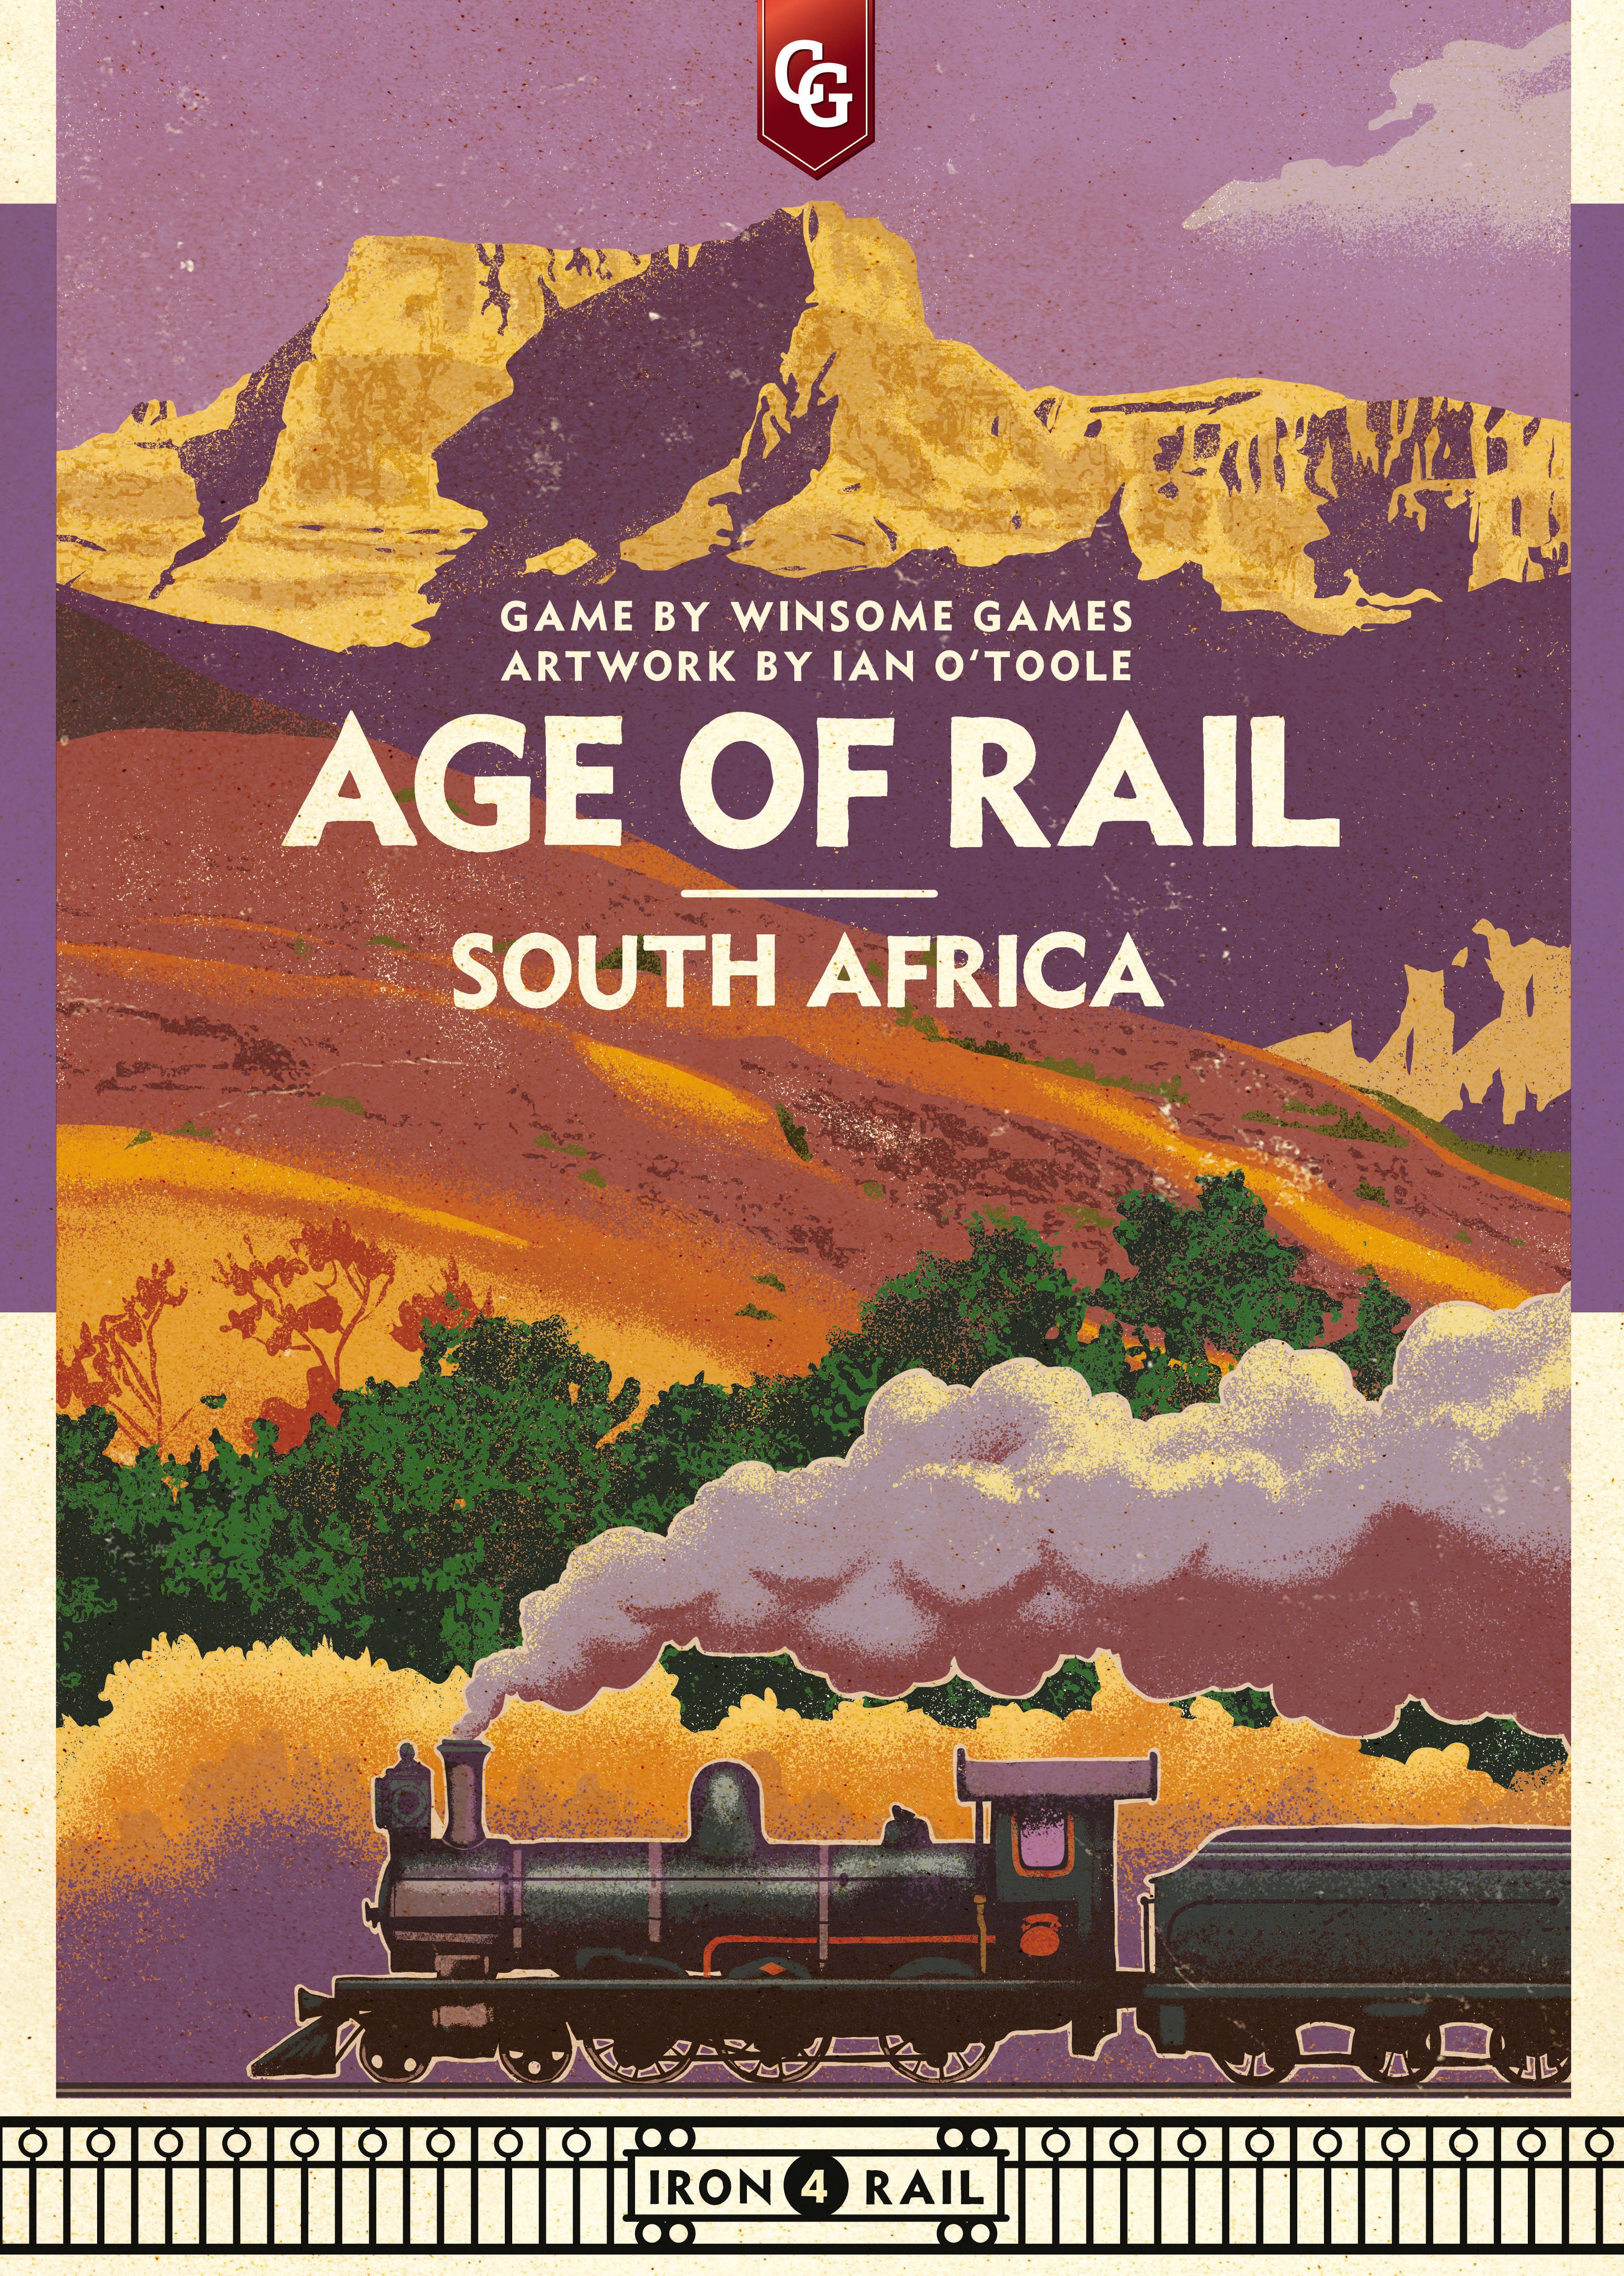 CG
GAME BY WINSOME GAMES
ARTWORK BY IAN O‘TOOLE
AGE OF RAIL
SOUTH AFRICA
IRON 4 RAIL